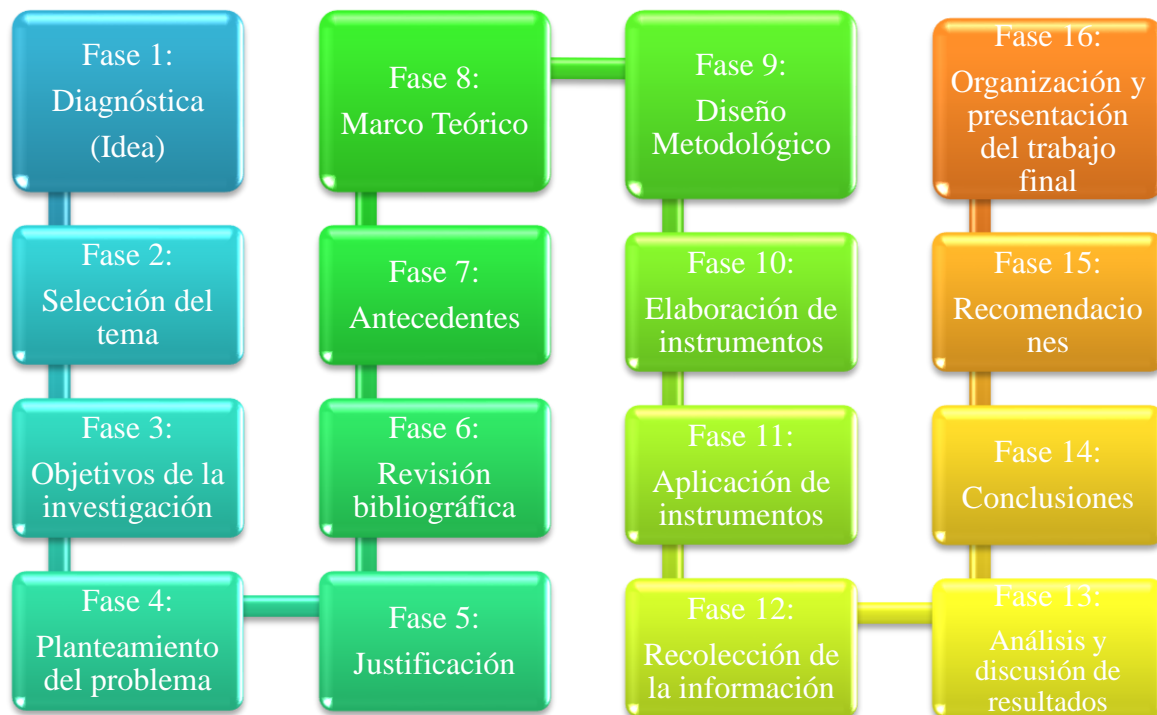 Fase 1:
Diagnóstica
(Idea)
Fase 2:
Selección del
tema
Fase 3:
Objetivos de la
investigación
Fase 4:
Planteamiento
del problema
Fase 5:
Justificación
Fase 6:
Revisión
bibliográfica
Fase 7:
Antecedentes
Fase 8:
Marco Teórico
Fase 9:
Diseño
Metodológico
Fase 10:
Elaboración de
instrumentos
Fase 11:
Aplicación de
instrumentos
Fase 12:
Recolección de
la información
Fase 13:
Análisis y
discusión de
resultados
Fase 14:
Conclusiones
Fase 15:
Recomendacio
nes
Fase 16:
Organización y
presentación
del trabajo
final